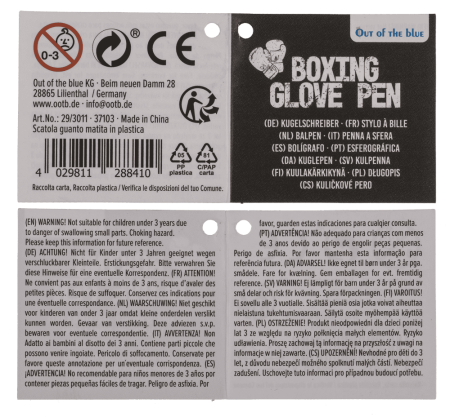 0-3
®
CE
Out of the blue KG · Beim neuen Damm 28
28865 Lilienthal / Germany
www.ootb.de · info@ootb.de
Art.No.: 29/3011 · 37103 · Made in China
Scatola guanto matita in plastica
4 029811 288410
05
PP
plastica
81
C/PAP
carta
Raccolta carta, Raccolta plastica / Verifica le disposizioni del tuo Comune.
Out of the blue
BOXING
GLOVE PEN
(DE) KUGELSCHREIBER · (FR) STYLO À BILLE
(NL) BALPEN · (IT) PENNA A SFERA
(ES) BOLÍGRAFO · (PT) ESFEROGRÁFICA
(DA) KUGLEPEN · (SV) KULPENNA
(FI) KUULAKÄRKIKYNÄ · (PL) DŁUGOPIS
(CS) KULIČKOVÉ PERO
(EN) WARNING! Not suitable for children under 3 years due
to danger of swallowing small parts. Choking hazard.
Please keep this information for future reference.
(DE) ACHTUNG! Nicht für Kinder unter 3 Jahren geeignet wegen
verschluckbarer Kleinteile. Erstickungsgefahr. Bitte verwahren Sie
diese Hinweise für eine eventuelle Korrespondenz. (FR) ATTENTION!
Ne convient pas aux enfants à moins de 3 ans, risque d'avaler des
petites pièces. Risque de suffoquer. Conservez ces indications pour
une éventuelle correspondance. (NL) WAARSCHUWING! Niet geschikt
voor kinderen van onder 3 jaar omdat kleine onderdelen verslikt
kunnen worden. Gevaar van verstikking. Deze adviezen s.v.p.
bewaren voor eventuele correspondentie. (IT) AVVERTENZA! Non
Adatto ai bambini al disotto dei 3 anni. Contiene parti piccole che
possono venire ingoiate. Pericolo di soffocamento. Conservate per
favore queste annotazione per un'eventuale corrispondenza. (ES)
¡ADVERTENCIA! No recomendable para niños menores de 3 años por
contener piezas pequeñas fáciles de tragar. Peligro de asfixia. Por
favor, guarden estas indicaciones para cualquier consulta.
(PT) ADVERTÊNCIA! Não adequado para crianças com menos
de 3 anos devido ao perigo de engolir peças pequenas.
Perigo do asfixia. Por favor mantenha esta informação para
referência futura. (DA) ADVARSEL! Ikke egnet til børn under 3 år pga.
smådele. Fare for kvælning. Gem emballagen for evt. fremtidig
reference. (SV) WARNING! Ej lämpligt för barn under 3 år på grund av
små delar och risk för kvävning. Spara förpackningen. (FI) VAROITUS!
Ei sovellu alle 3 vuotialle. Sisältää pieniä osia jotka voivat aiheuttaa
nielaistuna tukehtumisvaaraan. Säilytä osoite myöhempää käyttöä
varten. (PL) OSTRZEŻENIE! Produkt nieodpowiedni dla dzieci poniżej
lat 3 ze względu na ryzyko połknięcia małych elementów. Ryzyko
udławienia. Proszę zachowaj tą informację na przyszłość z uwagi na
informacje w niej zawarte. (CS) UPOZORNĚNÍ! Nevhodné pro děti do 3
let, z důvodu nebezpečí možného spolknutí malých částí. Nebezpečí
zadušení. Uschovejte tuto informaci pro případnou budoucí potřebu.